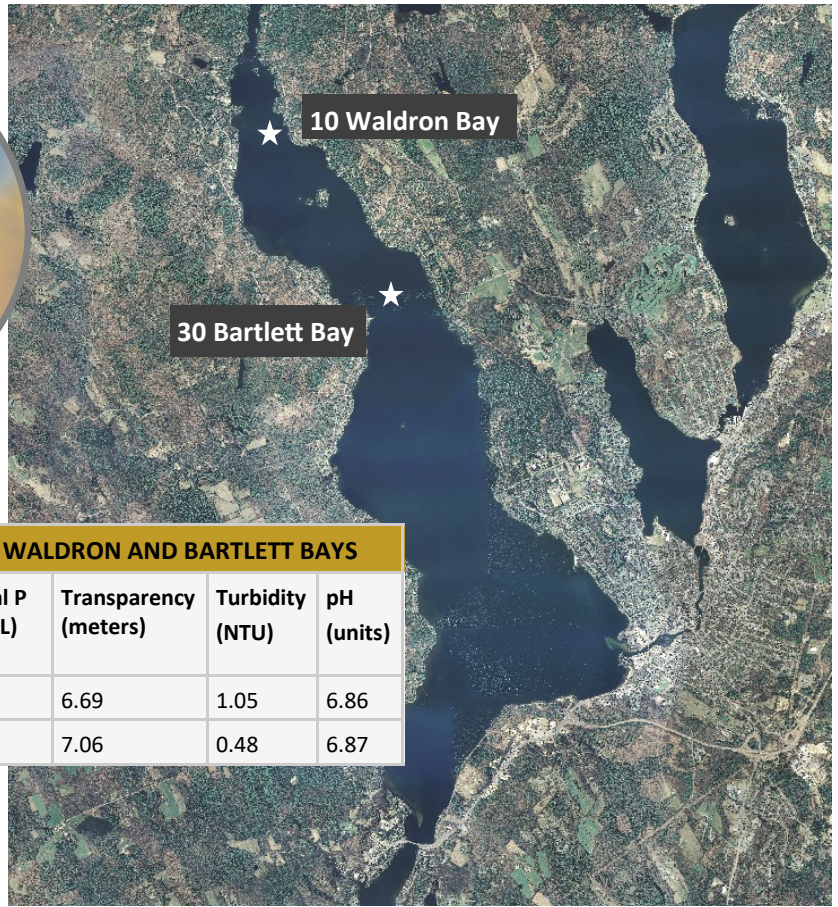 10 Waldron Bay
30 Bartlett Bay
WALDRON AND BARTLETT BAYS
Transparency Turbidity pH
(meters) (NTU) (units)
6.69 1.05 6.86
7.06 0.48 6.87